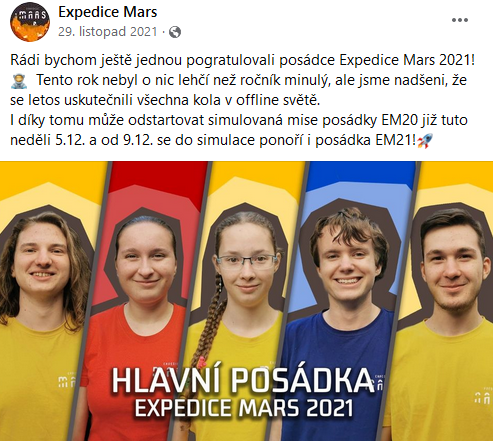 Expedice Mars
29. listopad 2021 ·
Rádi bychom ještě jednou pogratulovali posádce Expedice Mars 2021!
Tento rok nebyl o nic lehčí než ročník minulý, ale jsme nadšeni, že
se letos uskutečnili všechna kola v offline světě.
I díky tomu může odstartovat simulovaná mise posádky EM20 již tuto
neděli 5.12. a od 9.12. se do simulace ponoří i posádka EM21!🚀
HLAVNÍ POSÁDKA
EXPEDICE MARS 2021